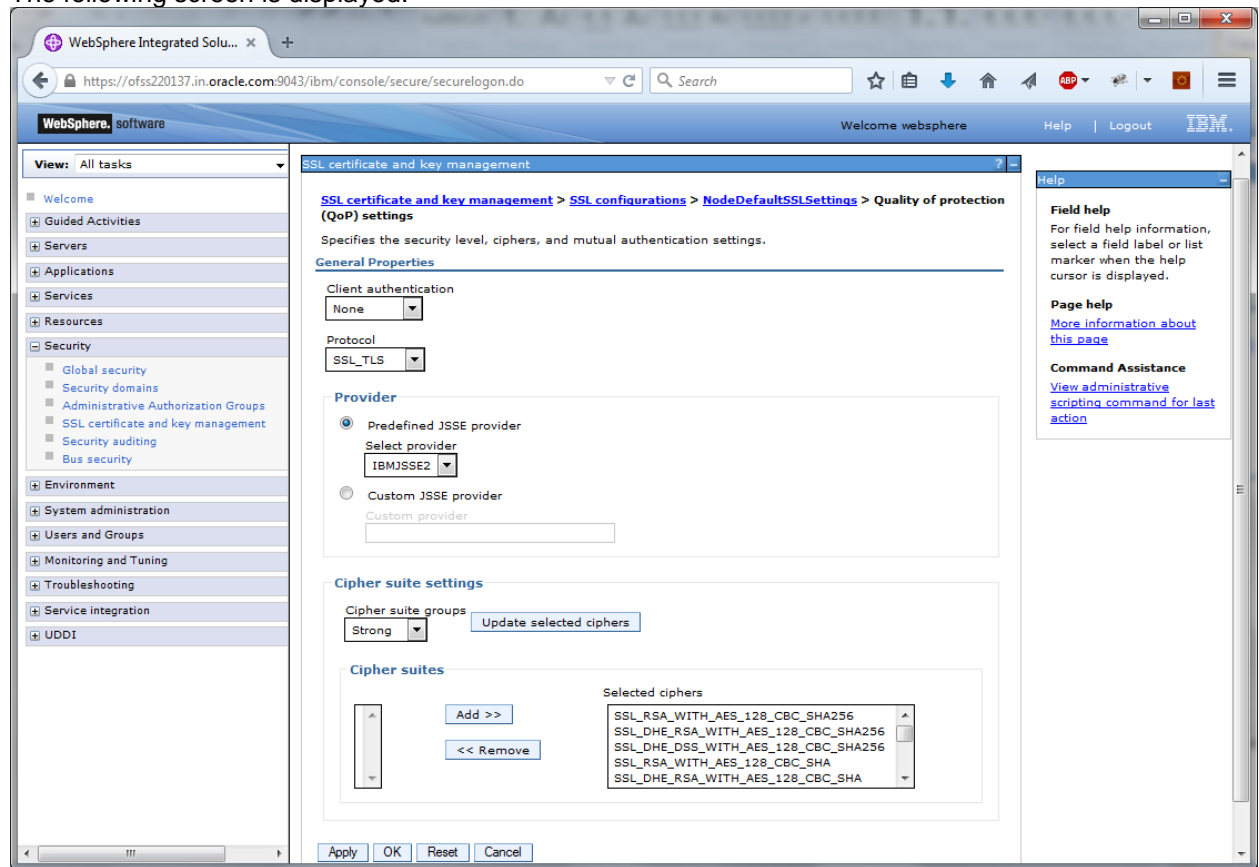 The following screen is displayed:
WebSphere Integrated Solu... ×
+
https://ofss220137.in.oracle.com:9043/ibm/console/secure/securelogon.do
Search
ABP
WebSphere. software
Welcome websphere
Help | Logout
IBM.
View: All tasks
Welcome
Guided Activities
Servers
Applications
Services
Resources
Security
Global security
Security domains
Administrative Authorization Groups
SSL certificate and key management
Security auditing
Bus security
Environment
System administration
Users and Groups
Monitoring and Tuning
Troubleshooting
Service integration
UDDI
SSL certificate and key management
? –
SSL certificate and key management > SSL configurations > NodeDefaultSSLSettings > Quality of protection
(QoP) settings
Specifies the security level, ciphers, and mutual authentication settings.
General Properties
Client authentication
None
Protocol
SSL_TLS
Provider
Predefined JSSE provider
Select provider
IBMJSSE2
Custom JSSE provider
Custom provider
Cipher suite settings
Cipher suite groups
Strong
Update selected ciphers
Cipher suites
Selected ciphers
Add >>
<< Remove
SSL_RSA_WITH_AES_128_CBC_SHA256
SSL_DHE_RSA_WITH_AES_128_CBC_SHA256
SSL_DHE_DSS_WITH_AES_128_CBC_SHA256
SSL_RSA_WITH_AES_128_CBC_SHA
SSL_DHE_RSA_WITH_AES_128_CBC_SHA
Apply OK Reset Cancel
Help
Field help
For field help information,
select a field label or list
marker when the help
cursor is displayed.
Page help
More information about
this page
Command Assistance
View administrative
scripting command for last
action